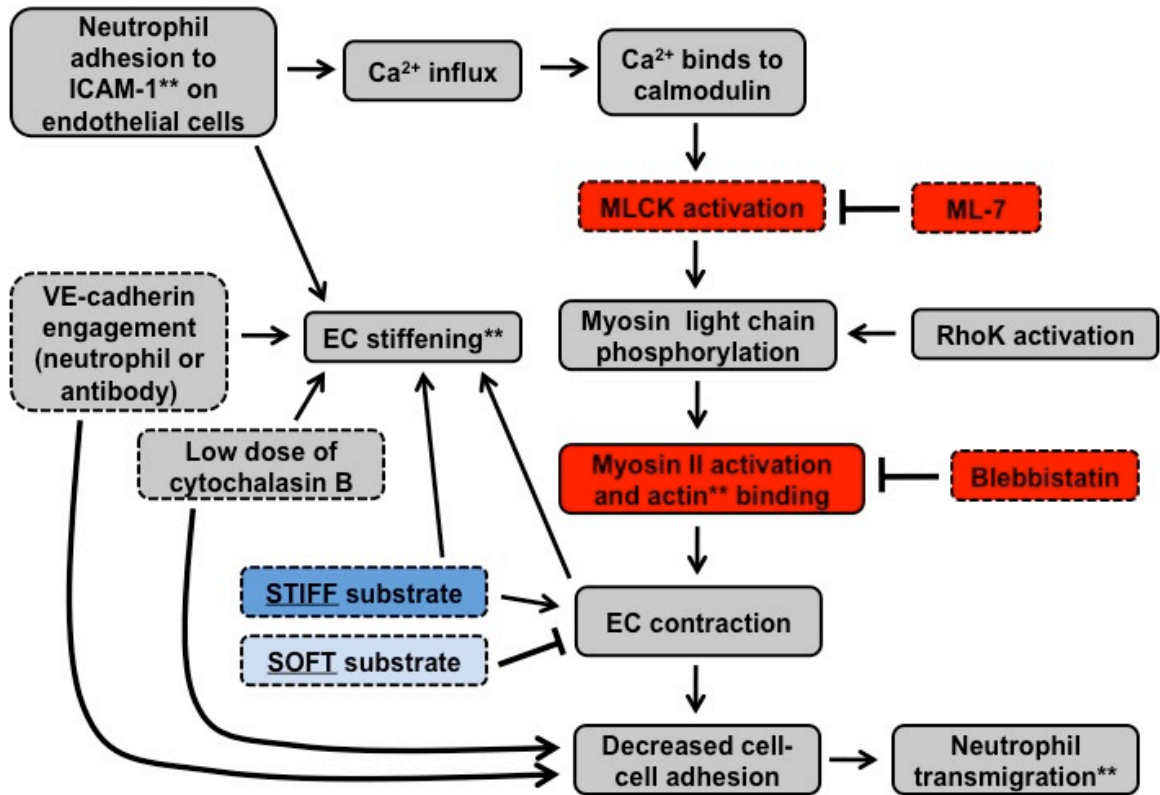 Neutrophil
adhesion to
ICAM-1** on
endothelial cells
Ca²⁺ influx
Ca²⁺ binds to
calmodulin
MLCK activation
ML-7
VE-cadherin
engagement
(neutrophil or
antibody)
EC stiffening**
Myosin light chain
phosphorylation
RhoK activation
Low dose of
cytochalasin B
Myosin II activation
and actin** binding
Blebbistatin
STIFF substrate
SOFT substrate
EC contraction
Decreased cell-
cell adhesion
Neutrophil
transmigration**